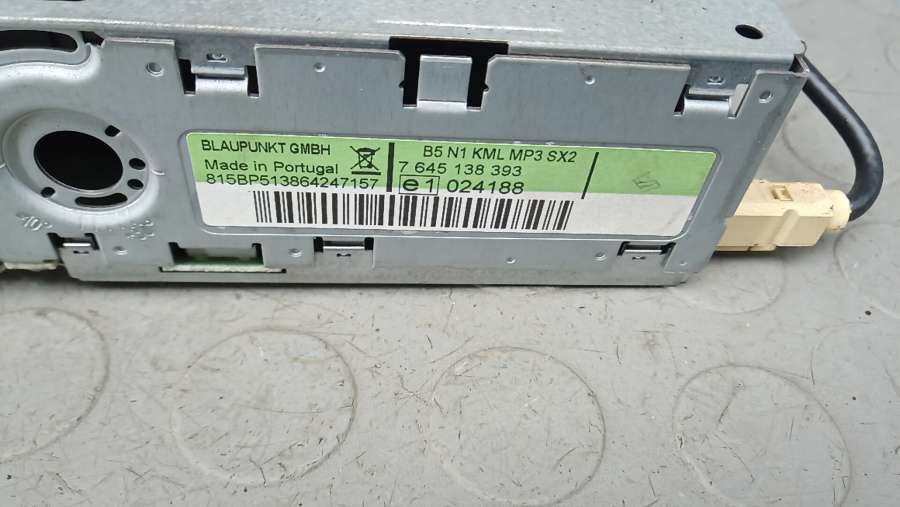 BLAUPUNKT GMBH
Made in Portugal
815BP513864247157
B5 N1 KML MP3 SX2
7 645 138 393
e1 024188